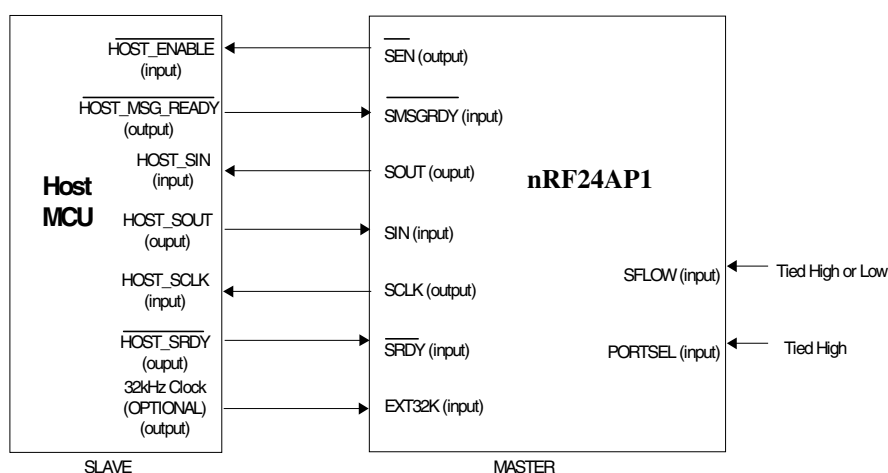 HOST_ENABLE
(input)
SEN (output)
HOST_MSG_READY
(output)
SMSGRDY (input)
HOST_SIN
(input)
SOUT (ouput)
Host
MCU
nRF24AP1
HOST_SOUT
(ouput)
SIN (input)
HOST_SCLK
(input)
SCLK (output)
SFLOW (input)
Tied High or Low
HOST_SRDY
(ouput)
SRDY (input)
PORTSEL (input)
Tied High
32kHz Clock
(OPTIONAL)
(output)
EXT32K (input)
SLAVE
MASTER